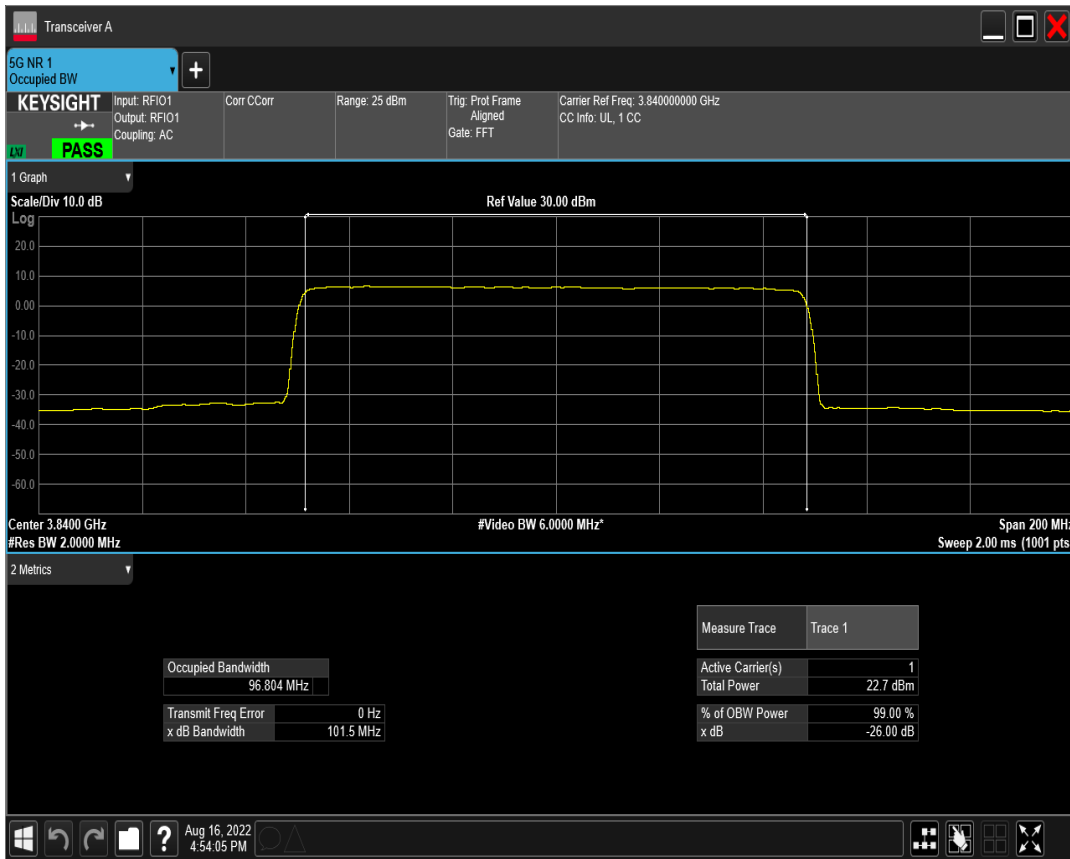 Transceiver A
5G NR 1
Occupied BW
+
KEYSIGHT
LXI
PASS
Input: RFIO1
Output: RFIO1
Coupling: AC
Corr CCorr
Range: 25 dBm
Trig: Prot Frame
Aligned
Gate: FFT
Carrier Ref Freq: 3.840000000 GHz
CC Info: UL, 1 CC
1 Graph
Scale/Div 10.0 dB
Ref Value 30.00 dBm
Log
20.0
10.0
0.00
-10.0
-20.0
-30.0
-40.0
-50.0
-60.0
Center 3.8400 GHz
#Video BW 6.0000 MHz*
Span 200 MHz
#Res BW 2.0000 MHz
Sweep 2.00 ms (1001 pts
2 Metrics
Measure Trace Trace 1
Occupied Bandwidth
96.804 MHz
Active Carrier(s) 1
Total Power 22.7 dBm
Transmit Freq Error 0 Hz
x dB Bandwidth 101.5 MHz
% of OBW Power 99.00 %
x dB -26.00 dB
?
Aug 16, 2022
4:54:05 PM